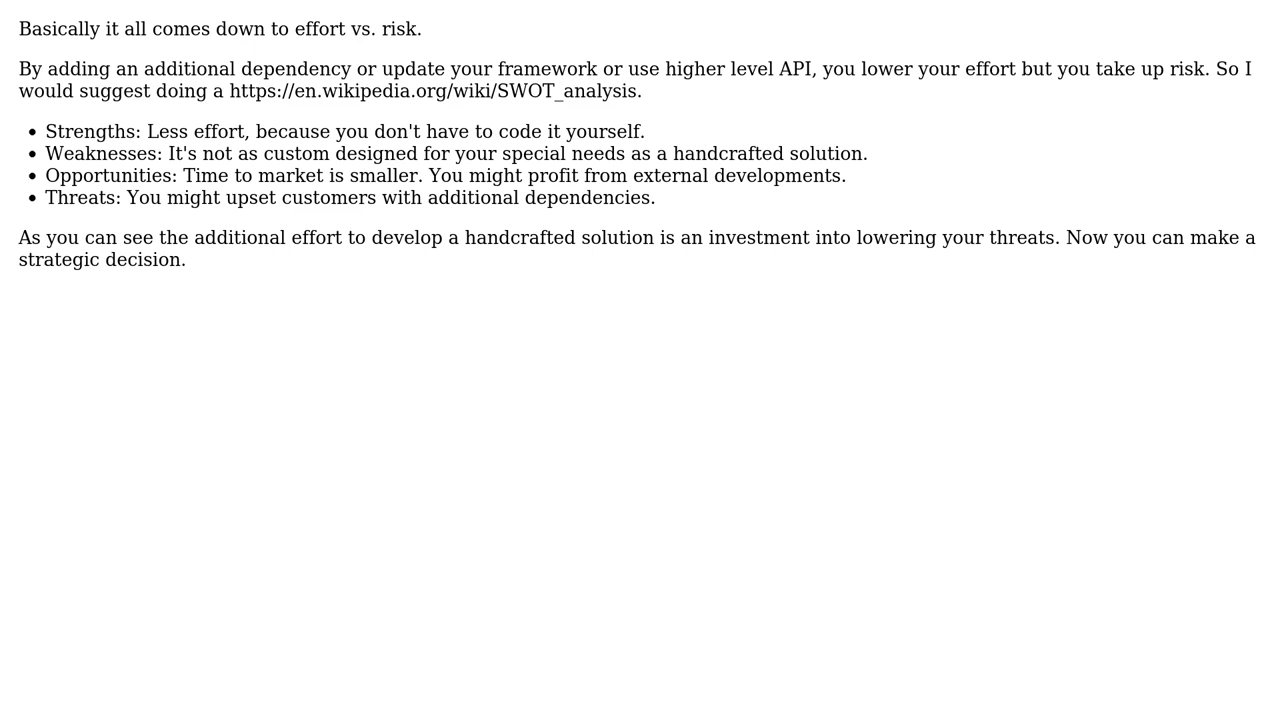 Basically it all comes down to effort vs. risk.
By adding an additional dependency or update your framework or use higher level API, you lower your effort but you take up risk. So I
would suggest doing a https://en.wikipedia.org/wiki/SWOT_analysis.
• Strengths: Less effort, because you don't have to code it yourself.
• Weaknesses: It's not as custom designed for your special needs as a handcrafted solution.
• Opportunities: Time to market is smaller. You might profit from external developments.
• Threats: You might upset customers with additional dependencies.
As you can see the additional effort to develop a handcrafted solution is an investment into lowering your threats. Now you can make a
strategic decision.